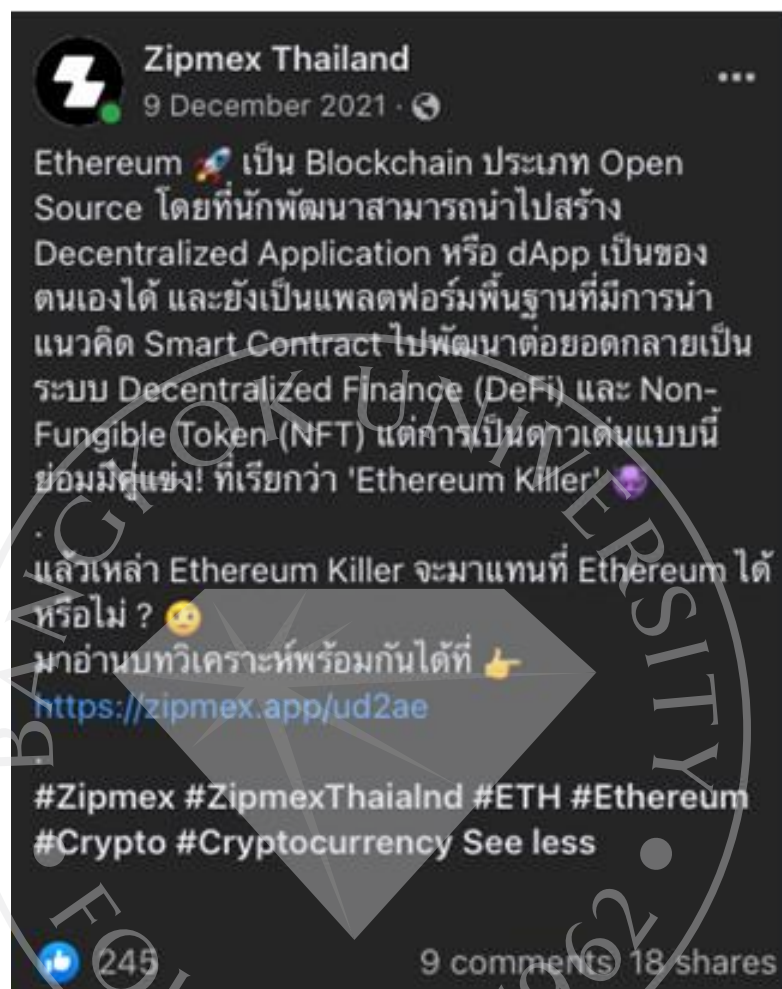 Zipmex Thailand
9 December 2021 ·
Ethereum 🚀 เป็น Blockchain ประเภท Open
Source โดยที่นักพัฒนาสามารถนำไปสร้าง
Decentralized Application หรือ dApp เป็นของ
ตนเองได้ และยังเป็นแพลตฟอร์มพื้นฐานที่มีการนำ
แนวคิด Smart Contract ไปพัฒนาต่อยอดกลายเป็น
ระบบ Decentralized Finance (DeFi) และ Non-
Fungible Token (NFT) แต่การเป็นดาวเด่นแบบนี้
ย่อมมีคู่แข่ง! ที่เรียกว่า 'Ethereum Killer' 😈
.
แล้วเหล่า Ethereum Killer จะมาแทนที่ Ethereum ได้
หรือไม่ ? 🤨
มาอ่านบทวิเคราะห์พร้อมกันได้ที่ 👉
https://zipmex.app/ud2ae
.
#Zipmex #ZipmexThaialnd #ETH #Ethereum
#Crypto #Cryptocurrency See less
245
9 comments 18 shares
BANGKOK UNIVERSITY